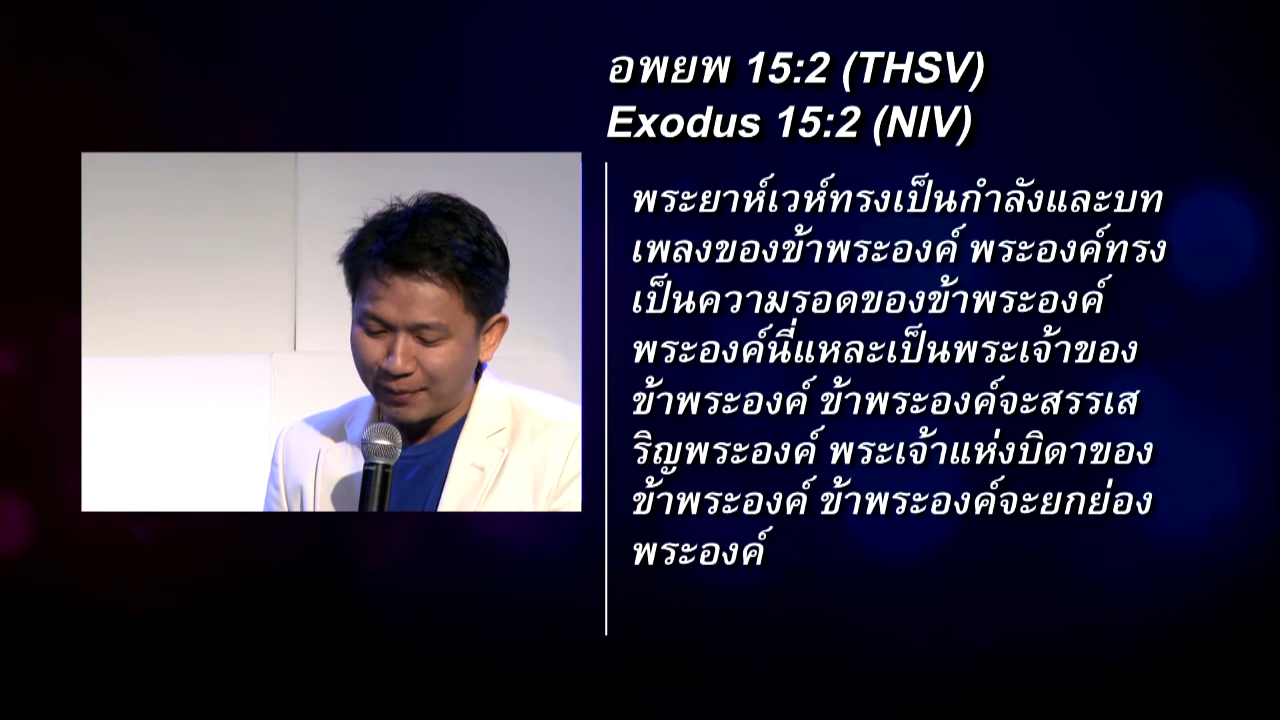 อพยพ 15:2 (THSV)
Exodus 15:2 (NIV)
พระยาห์เวห์ทรงเป็นกำลังและบท
เพลงของข้าพระองค์ พระองค์ทรง
เป็นความรอดของข้าพระองค์
พระองค์นี่แหละเป็นพระเจ้าของ
ข้าพระองค์ ข้าพระองค์จะสรรเส
ริญพระองค์ พระเจ้าแห่งบิดาของ
ข้าพระองค์ ข้าพระองค์จะยกย่อง
พระองค์